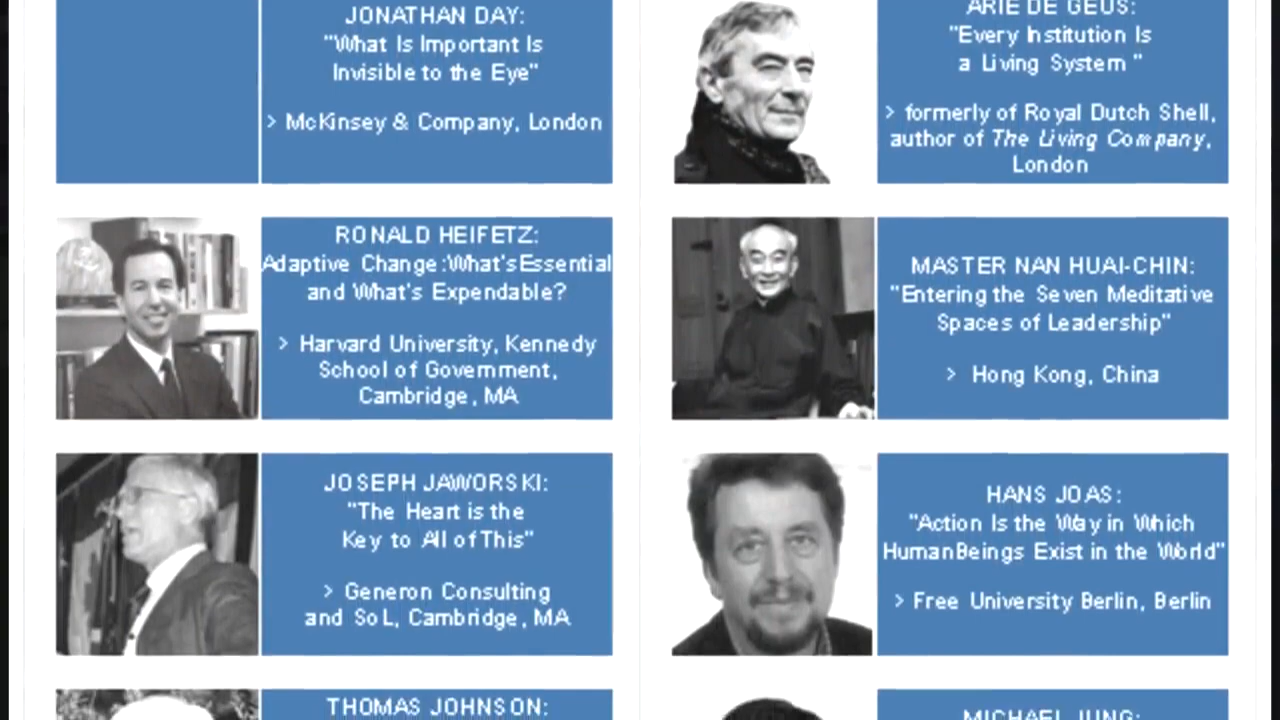 JONATHAN DAY:
"What Is Important Is
Invisible to the Eye"
> McKinsey & Company, London
ARIE DE GEUS:
"Every Institution Is
a Living System "
> formerly of Royal Dutch Shell,
author of The Living Company,
London
RONALD HEIFETZ:
Adaptive Change:What'sEssential
and What's Expendable?
> Harvard University, Kennedy
School of Government,
Cambridge, MA
MASTER NAN HUAI-CHIN:
"Entering the Seven Meditative
Spaces of Leadership"
> Hong Kong, China
JOSEPH JAWORSKI:
"The Heart is the
Key to All of This"
> Generon Consulting
and SoL, Cambridge, MA
HANS JOAS:
"Action Is the Way in Which
HumanBeings Exist in the World"
> Free University Berlin, Berlin
THOMAS JOHNSON:
MICHAEL JUNG: